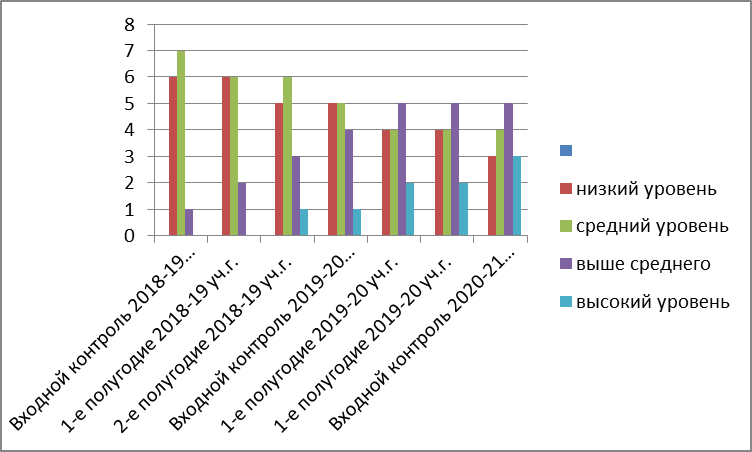 8
7
6
5
4
3
2
1
0
Входной контроль 2018-19...
1-е полугодие 2018-19 уч.г.
2-е полугодие 2018-19 уч.г.
Входной контроль 2019-20...
1-е полугодие 2019-20 уч.г.
1-е полугодие 2019-20 уч.г.
Входной контроль 2020-21...
низкий уровень
средний уровень
выше среднего
высокий уровень